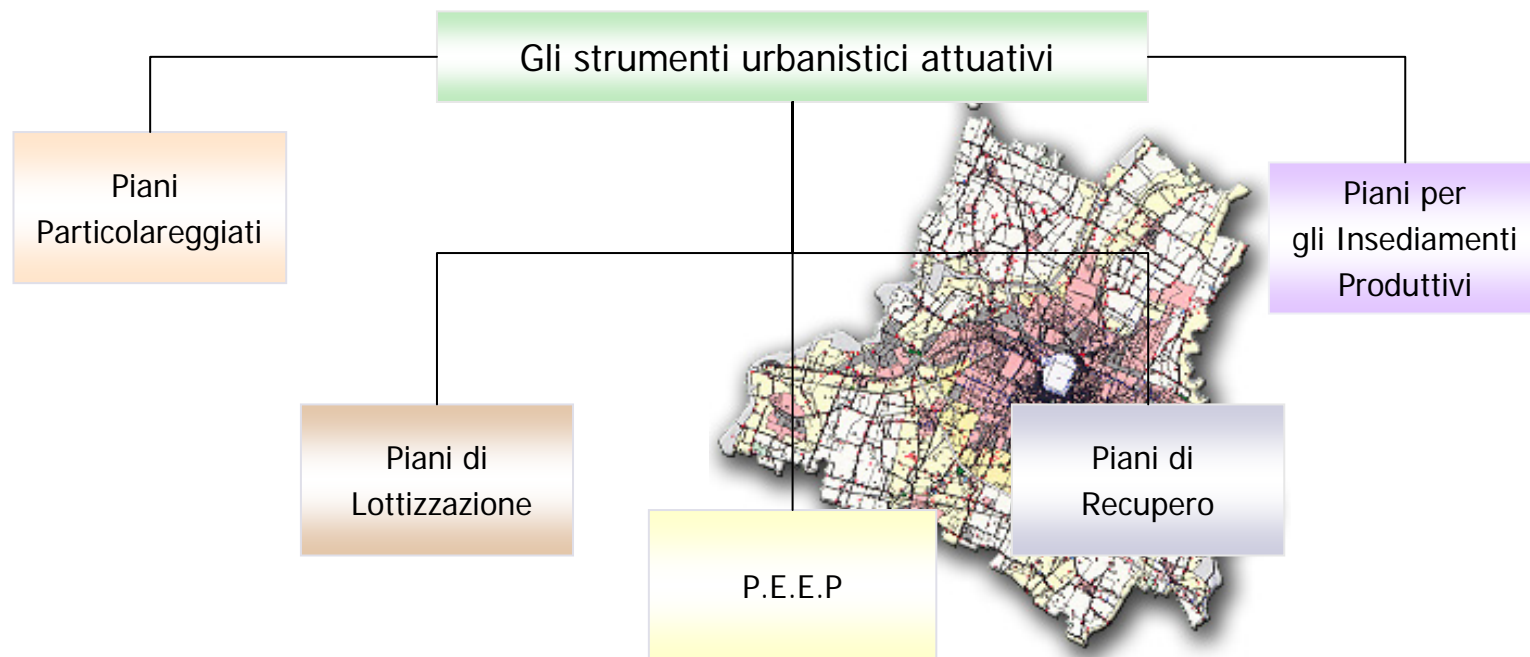 Gli strumenti urbanistici attuativi
Piani
Particolareggiati
Piani per
gli Insediamenti
Produttivi
Piani di
Lottizzazione
Piani di
Recupero
P.E.E.P